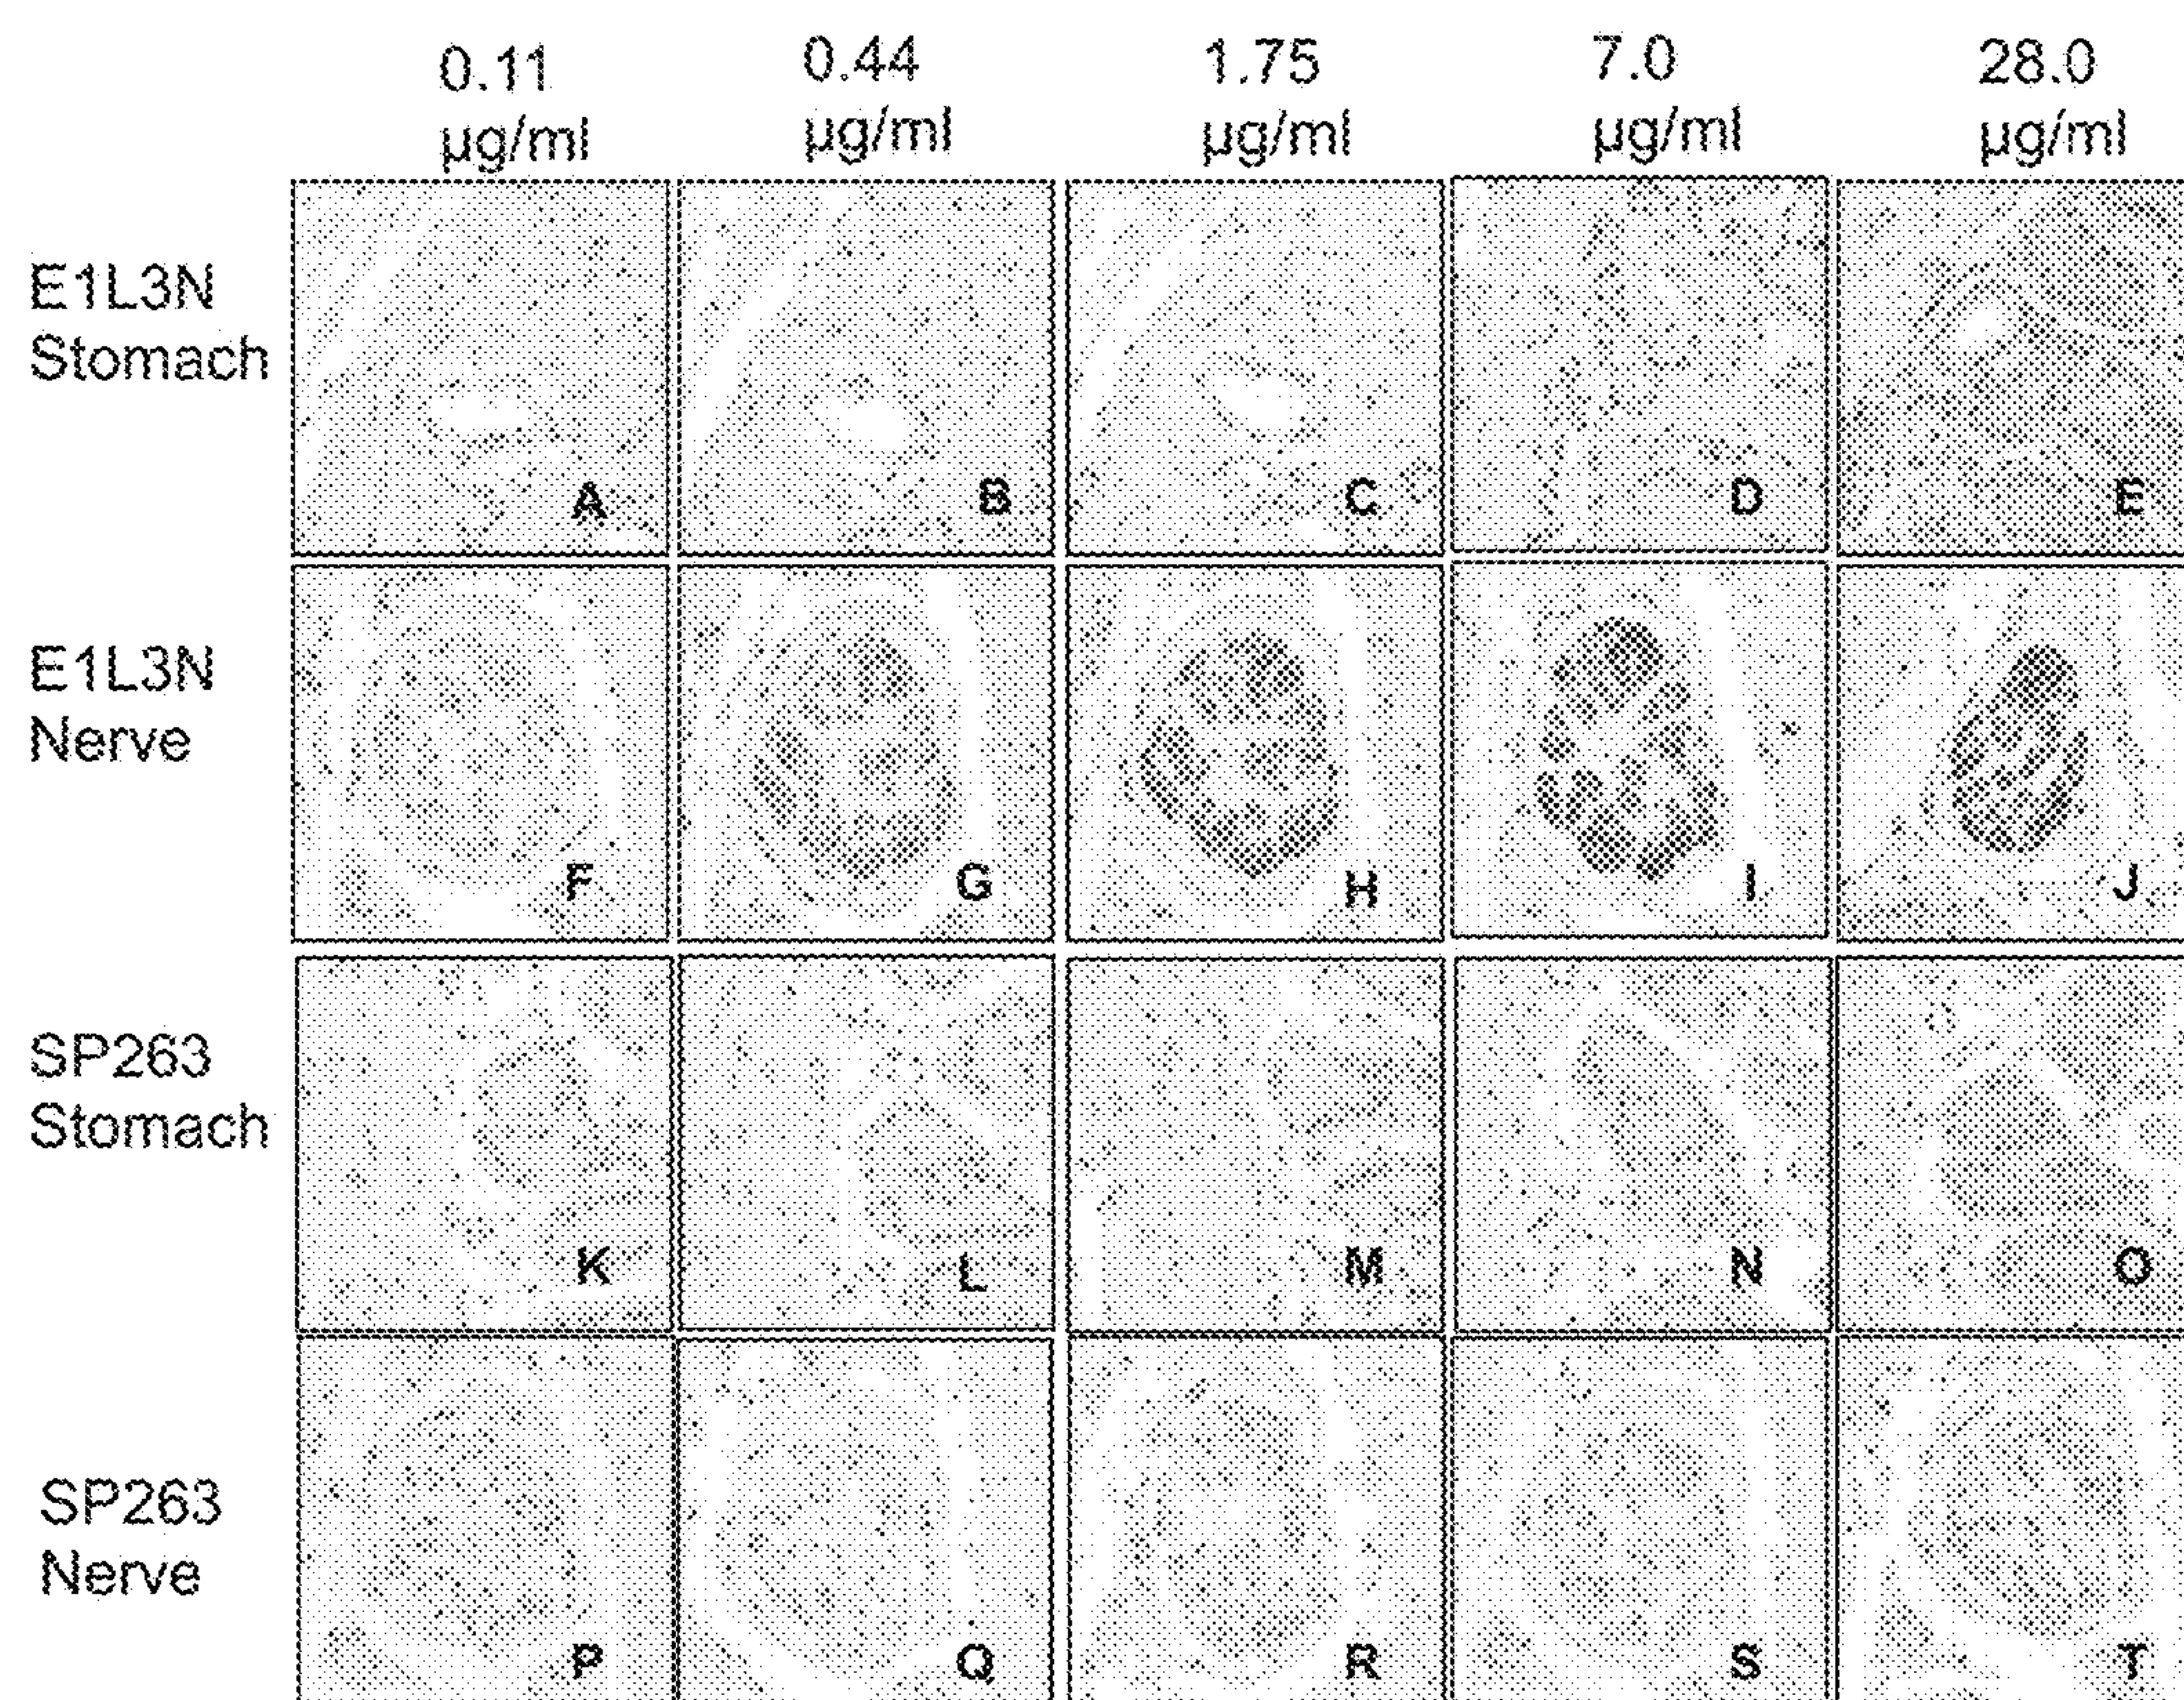 0.11 0.44 1.75 7.0 28.0
µg/ml µg/ml µg/ml µg/ml µg/ml
E1L3N
Stomach
A B C D E
E1L3N
Nerve
F G H I J
SP263
Stomach
K L M N O
SP263
Nerve
P Q R S T